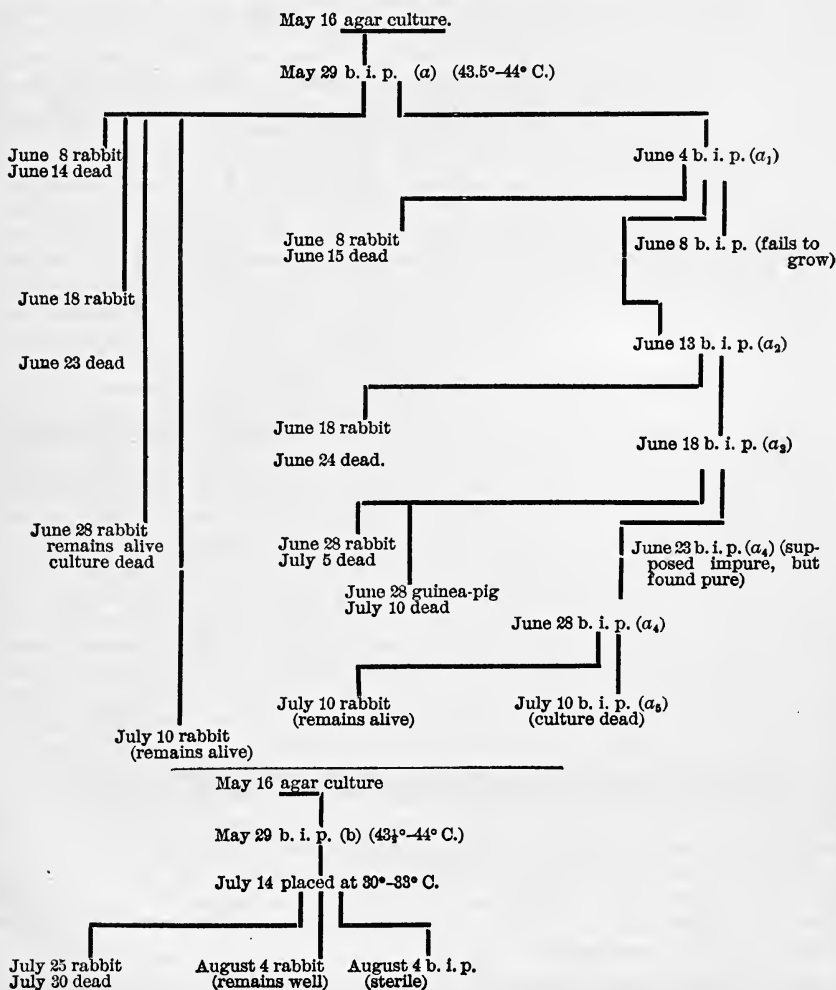 May 16 agar culture.
May 29 b. i. p. (a) (43.5°–44° C.)
June 8 rabbit
June 14 dead
June 4 b. i. p. (a₁)
June 8 rabbit
June 15 dead
June 8 b. i. p. (fails to
grow)
June 18 rabbit
June 23 dead
June 13 b. i. p. (a₂)
June 18 rabbit
June 24 dead.
June 18 b. i. p. (a₃)
June 28 rabbit
remains alive
culture dead
June 28 rabbit
July 5 dead
June 28 guinea-pig
July 10 dead
June 23 b. i. p. (a₄) (sup-
posed impure, but
found pure)
June 28 b. i. p. (a₄)
July 10 rabbit
(remains alive)
July 10 b. i. p. (a₅)
(culture dead)
July 10 rabbit
(remains alive)
May 16 agar culture
May 29 b. i. p. (b) (43½°–44° C.)
July 14 placed at 30°–33° C.
July 25 rabbit
July 30 dead
August 4 rabbit
(remains well)
August 4 b. i. p.
(sterile)